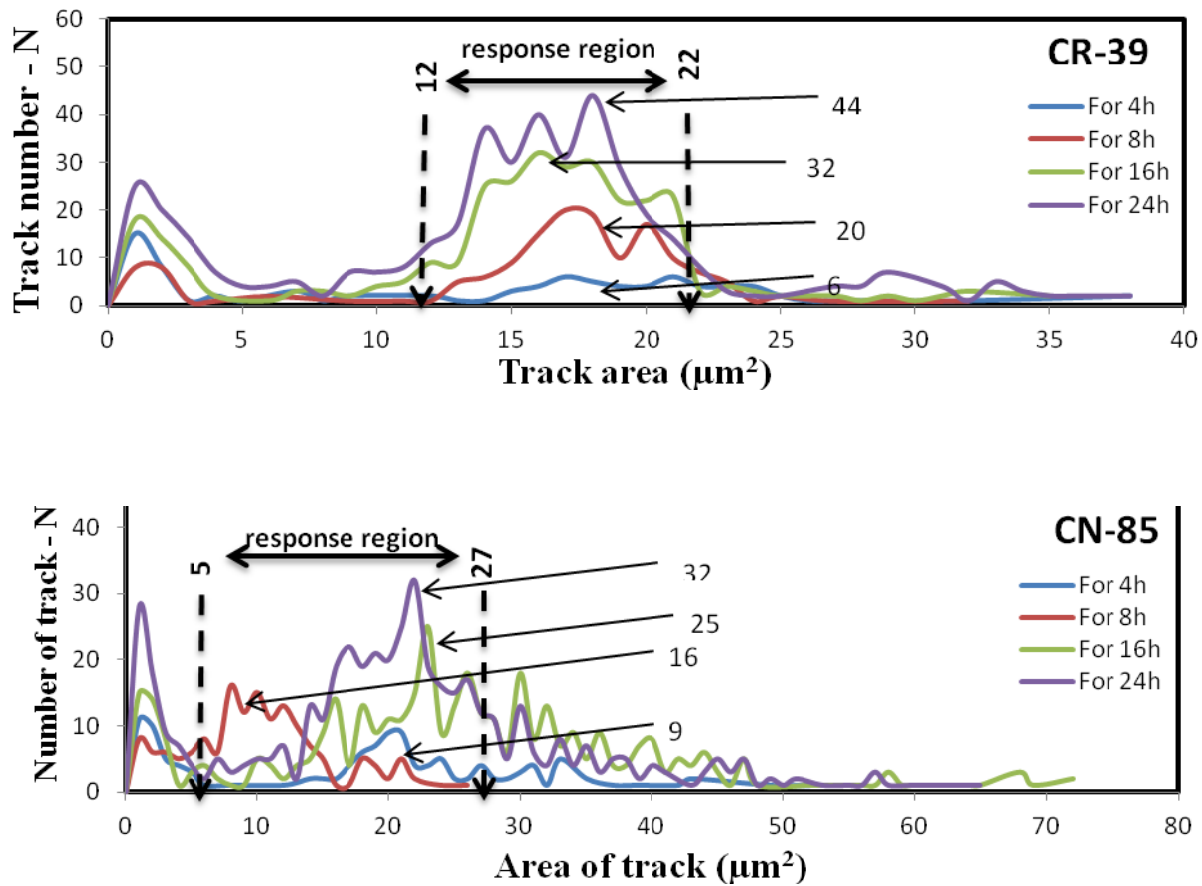 CR-39
Track number - N
60
50
40
30
20
10
0
response region
12
22
44
32
20
6
For 4h
For 8h
For 16h
For 24h
0 5 10 15 20 25 30 35 40
Track area (µm²)
CN-85
Number of track - N
40
30
20
10
0
response region
5
27
32
25
16
9
For 4h
For 8h
For 16h
For 24h
0 10 20 30 40 50 60 70 80
Area of track (µm²)